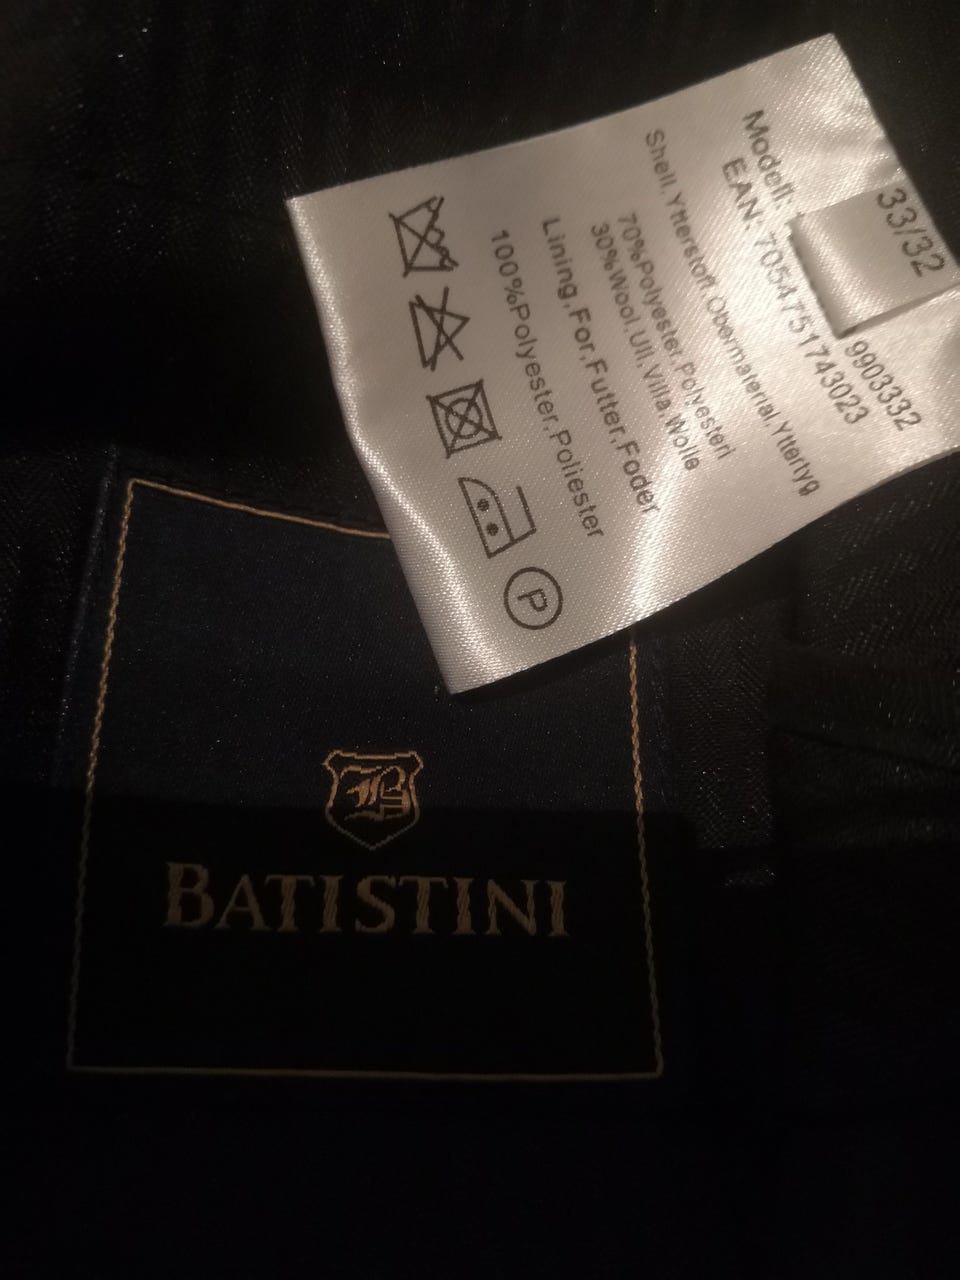 33/32
Modell: 9903332
EAN: 7054751743023
Shell,Ytterstoff,Obermaterial,Yttertyg
70%Polyester,Polyesteri
30%Wool,Ull,Villa,Wolle
Lining,For,Futter,Foder
100%Polyester,Poliester
P
B
BATISTINI